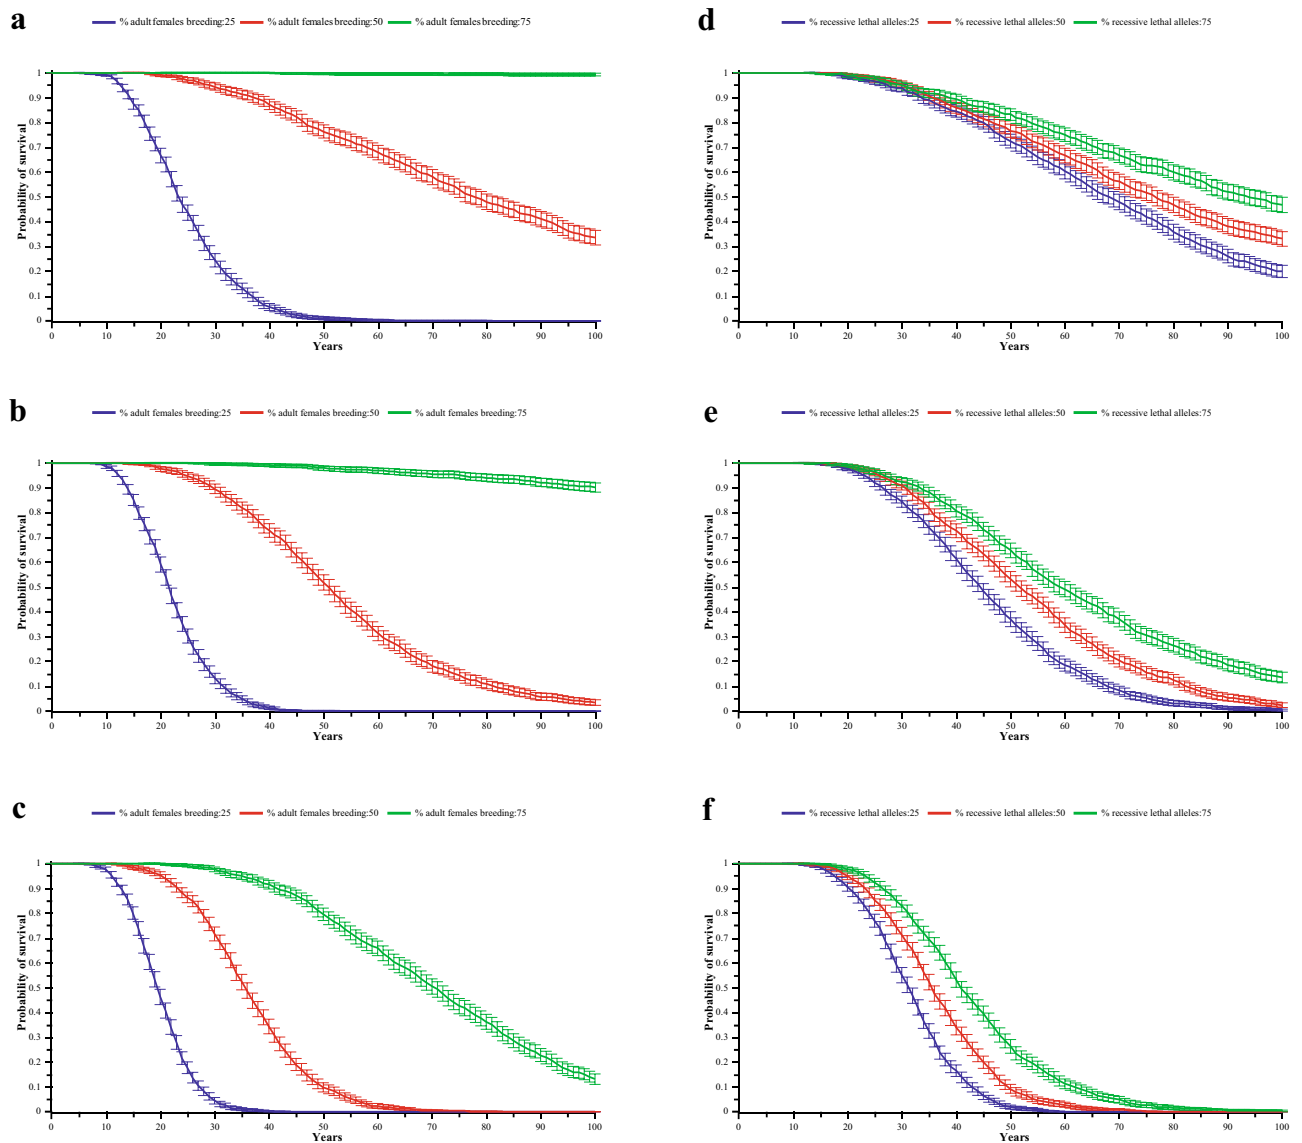 a
% adult females breeding:25 % adult females breeding:50 % adult females breeding:75
Probability of survival
1
0.9
0.8
0.7
0.6
0.5
0.4
0.3
0.2
0.1
0
0 10 20 30 40 50 60 70 80 90 100
Years
b
% adult females breeding:25 % adult females breeding:50 % adult females breeding:75
Probability of survival
1
0.9
0.8
0.7
0.6
0.5
0.4
0.3
0.2
0.1
0
0 10 20 30 40 50 60 70 80 90 100
Years
c
% adult females breeding:25 % adult females breeding:50 % adult females breeding:75
Probability of survival
1
0.9
0.8
0.7
0.6
0.5
0.4
0.3
0.2
0.1
0
0 10 20 30 40 50 60 70 80 90 100
Years
d
% recessive lethal alleles:25 % recessive lethal alleles:50 % recessive lethal alleles:75
Probability of survival
1
0.9
0.8
0.7
0.6
0.5
0.4
0.3
0.2
0.1
0
0 10 20 30 40 50 60 70 80 90 100
Years
e
% recessive lethal alleles:25 % recessive lethal alleles:50 % recessive lethal alleles:75
Probability of survival
1
0.9
0.8
0.7
0.6
0.5
0.4
0.3
0.2
0.1
0
0 10 20 30 40 50 60 70 80 90 100
Years
f
% recessive lethal alleles:25 % recessive lethal alleles:50 % recessive lethal alleles:75
Probability of survival
1
0.9
0.8
0.7
0.6
0.5
0.4
0.3
0.2
0.1
0
0 10 20 30 40 50 60 70 80 90 100
Years